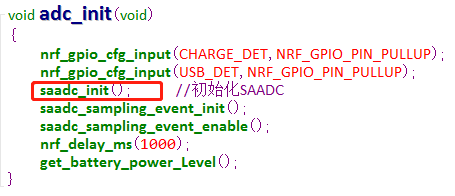 void adc_init(void)
{
nrf_gpio_cfg_input(CHARGE_DET, NRF_GPIO_PIN_PULLUP);
nrf_gpio_cfg_input(USB_DET, NRF_GPIO_PIN_PULLUP);
saadc_init(); //初始化SAADC
saadc_sampling_event_init();
saadc_sampling_event_enable();
nrf_delay_ms(1000);
get_battery_power_Level();
}